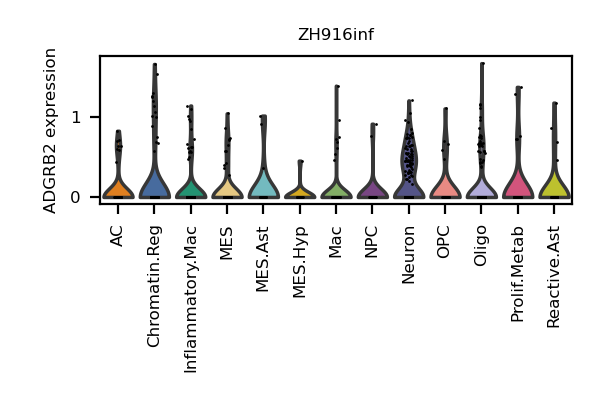 ZH916inf
ADGRB2 expression
1
0
AC
Chromatin.Reg
Inflammatory.Mac
MES
MES.Ast
MES.Hyp
Mac
NPC
Neuron
OPC
Oligo
Prolif.Metab
Reactive.Ast